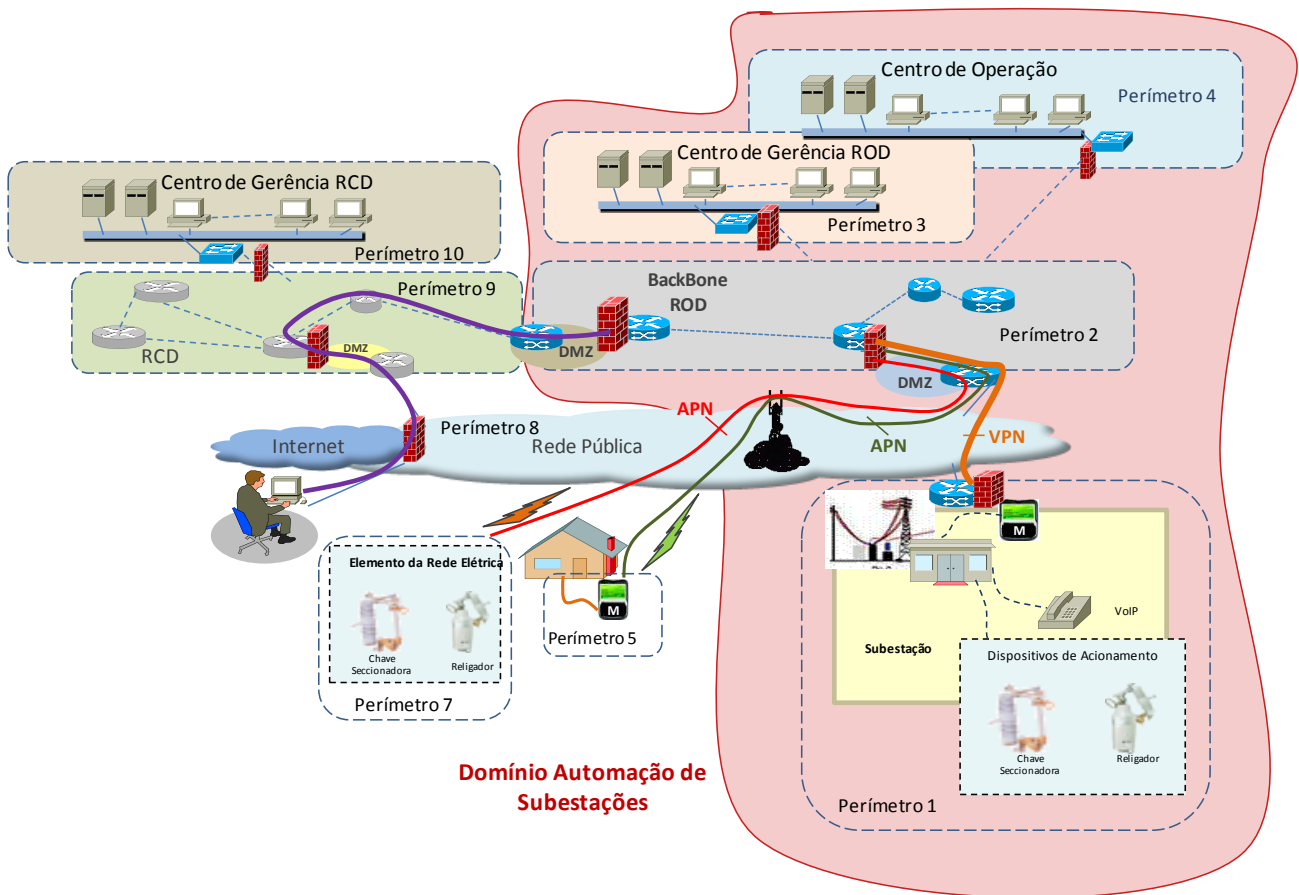 Centro de Operação
Perímetro 4
Centro de Gerência ROD
Perímetro 3
Centro de Gerência RCD
Perímetro 10
Perímetro 9
RCD
DMZ
BackBone
ROD
Perímetro 2
DMZ
DMZ
Internet
Perímetro 8
Rede Pública
APN
APN
VPN
Elemento da Rede Elétrica
Chave
Seccionadora
Religador
Perímetro 7
M
Perímetro 5
M
VoIP
Subestação
Dispositivos de Acionamento
Chave
Seccionadora
Religador
Perímetro 1
Domínio Automação de
Subestações